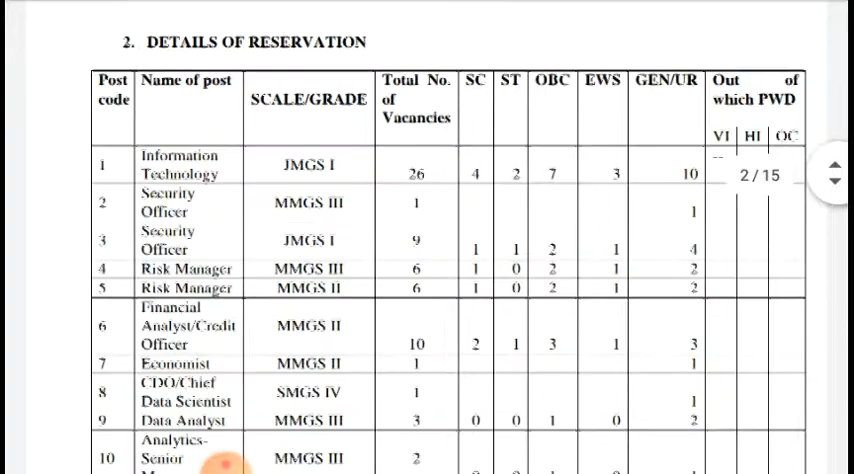 2. DETAILS OF RESERVATION
Post code Name of post SCALE/GRADE Total No. of Vacancies SC ST OBC EWS GEN/UR Out of which PWD
VI HI OC
1 Information Technology JMGS I 26 4 2 7 3 10
2 Security Officer MMGS III 1 1
3 Security Officer JMGS I 9 1 1 2 1 4
4 Risk Manager MMGS III 6 1 0 2 1 2
5 Risk Manager MMGS II 6 1 0 2 1 2
6 Financial Analyst/Credit Officer MMGS II 10 2 1 3 1 3
7 Economist MMGS II 1 1
8 CDO/Chief Data Scientist SMGS IV 1 1
9 Data Analyst MMGS III 3 0 0 1 0 2
10 Analytics- Senior MMGS III 2
2/15